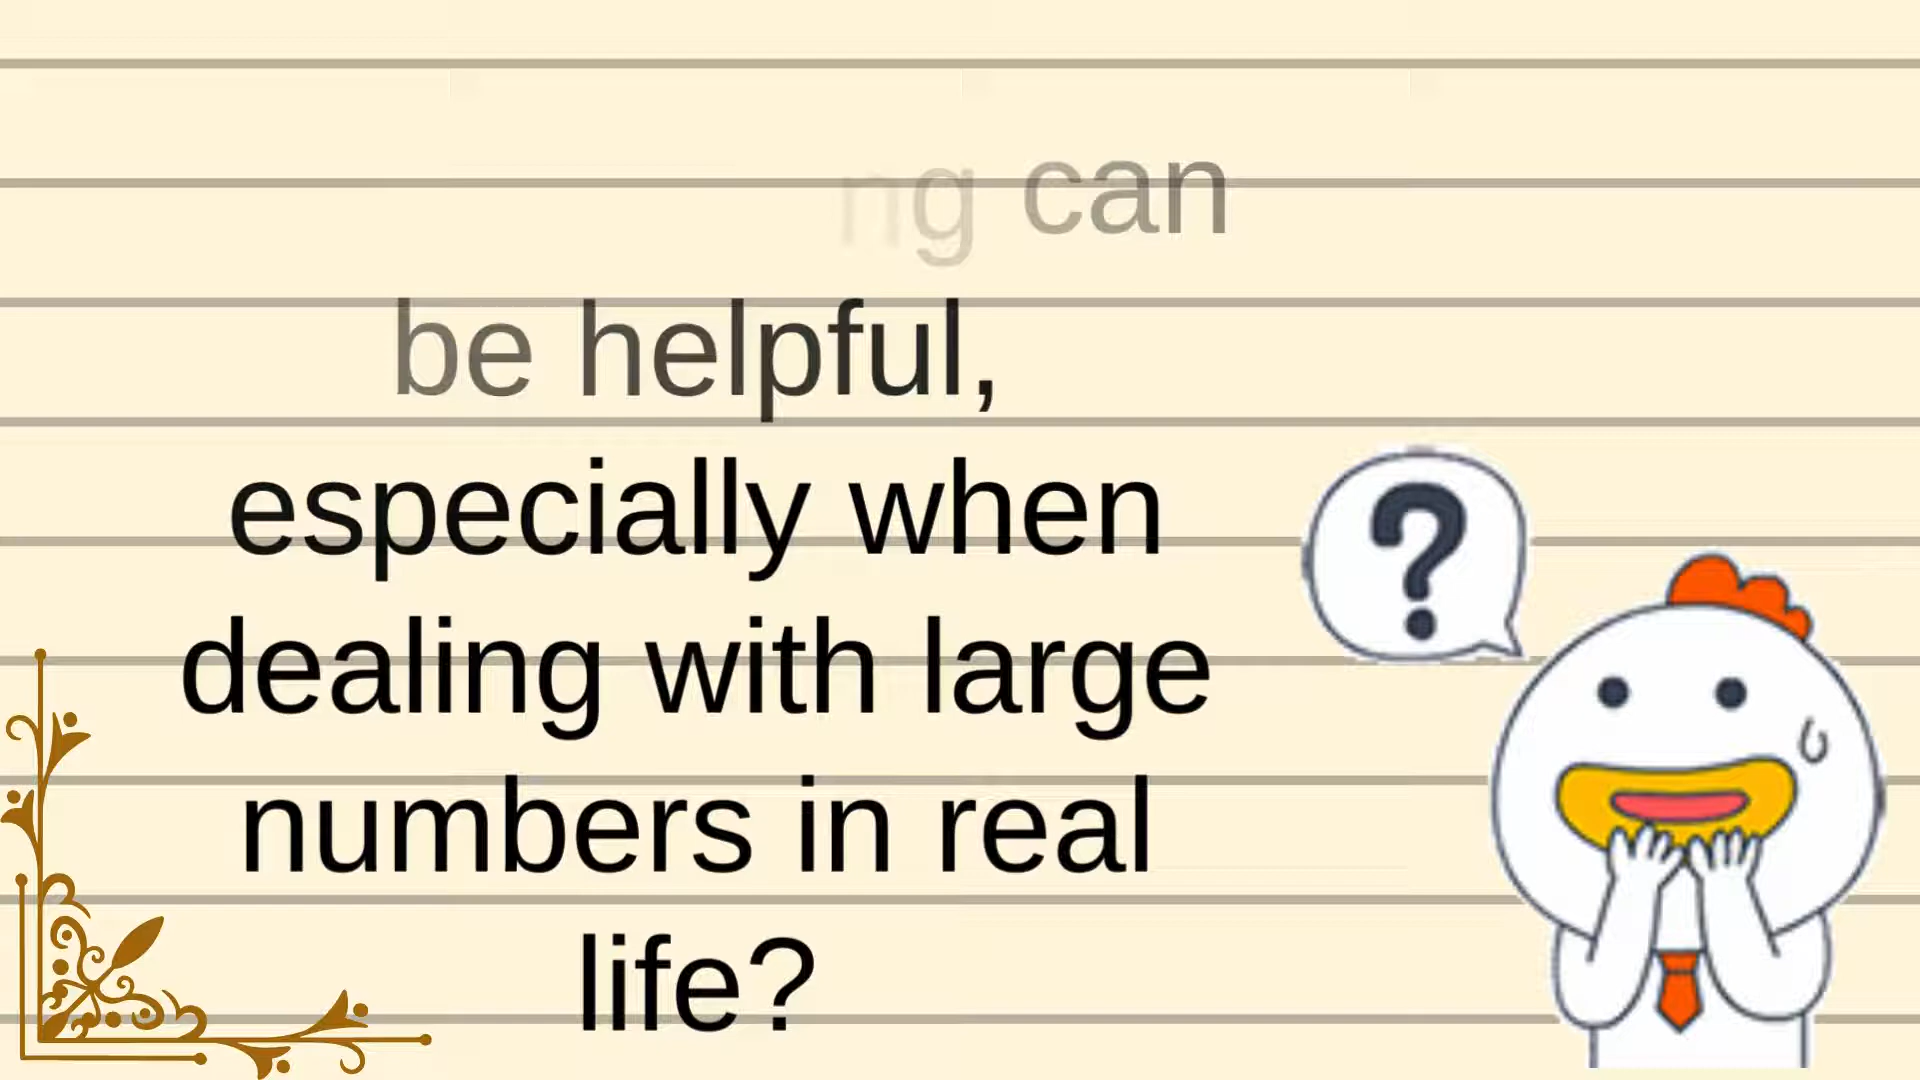 ng can
be helpful,
especially when
dealing with large
numbers in real
life?
?